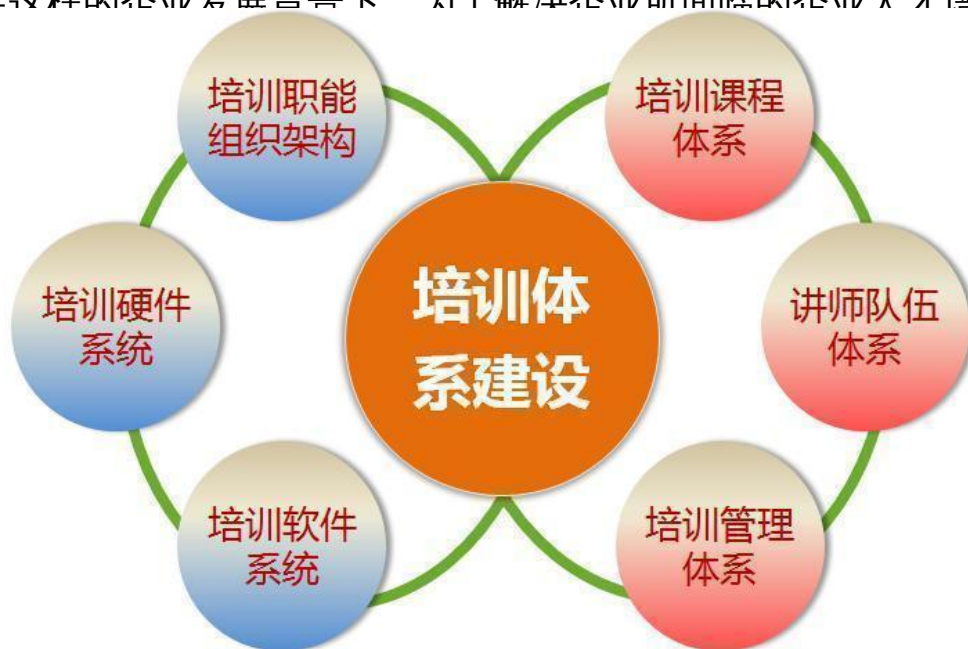 培训职能
组织架构
培训课程
体系
培训硬件
系统
培训体
系建设
讲师队伍
体系
培训软件
系统
培训管理
体系